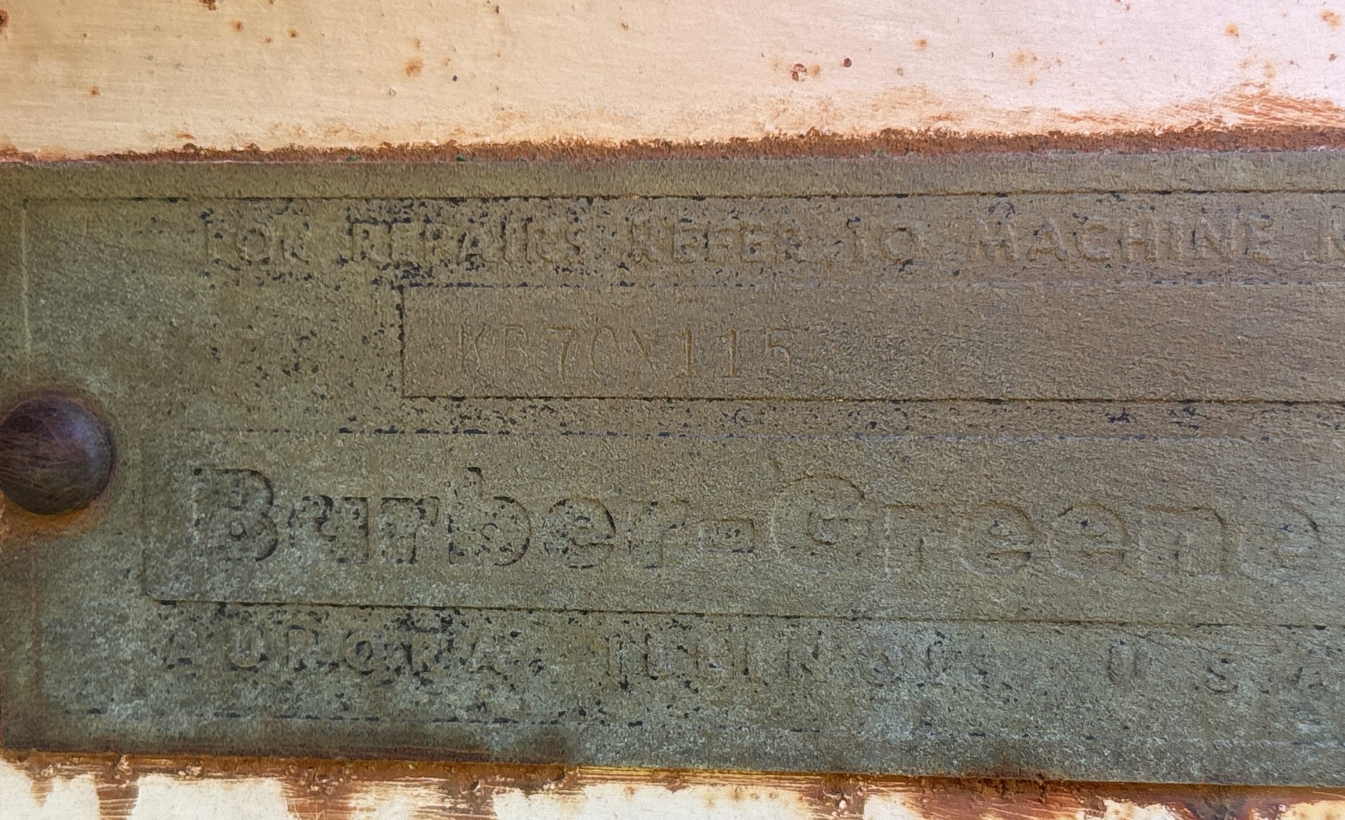 FOR REPAIRS REFER TO MACHINE N
KB70X115
Barber-Greene
AURORA, ILLINOIS U.S.A